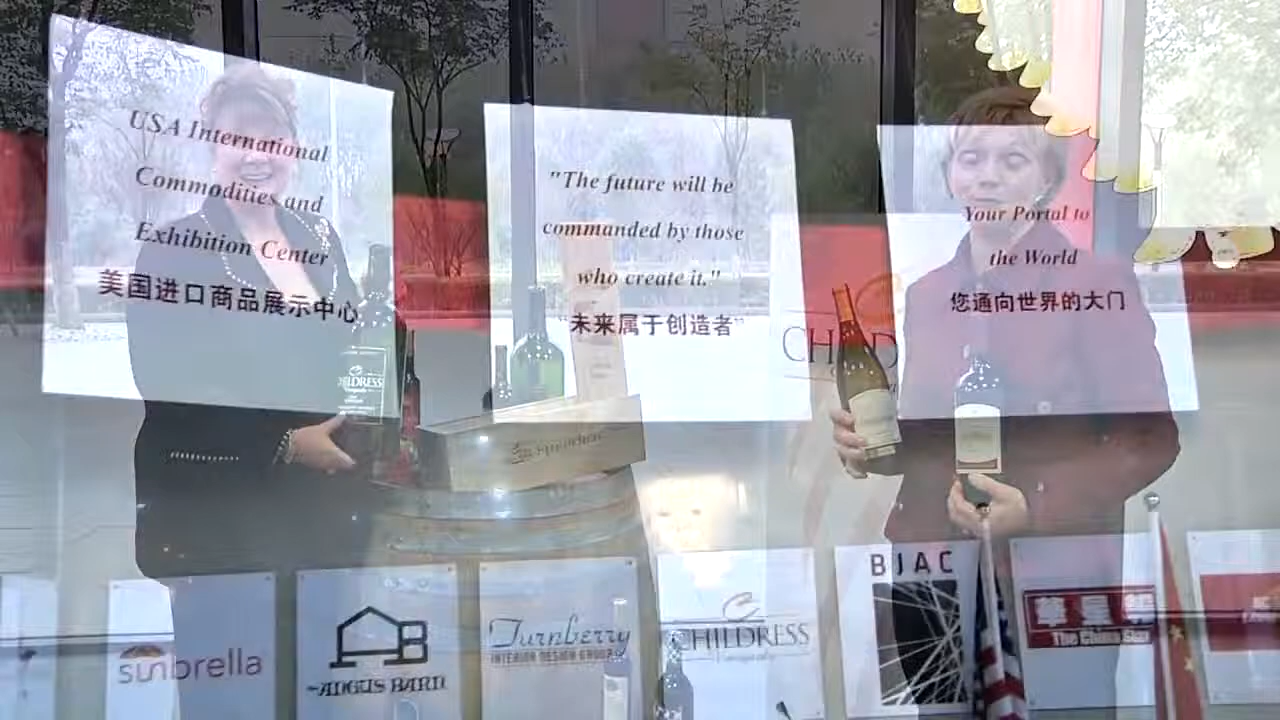 USA International
Commodities and
Exhibition Center
美国进口商品展示中心
"The future will be
commanded by those
who create it."
"未来属于创造者"
Your Portal to
the World
您通向世界的大门
CHILDRESS
sunbrella
THE ANGUS BARN
Turnberry
INTERIOR DESIGN GROUP
CHILDRESS
Vineyards
BJAC
The China Star